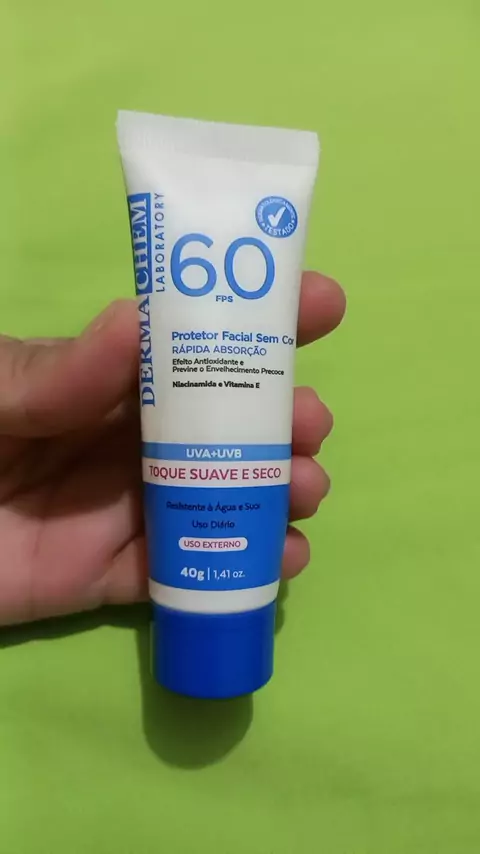 DERMACHEM
LABORATORY
DERMATOLOGICAMENTE
TESTADO
60
FPS
Protetor Facial Sem Cor
RÁPIDA ABSORÇÃO
Efeito Antioxidante e
Previne o Envelhecimento Precoce
Niacinamida e Vitamina E
UVA+UVB
TOQUE SUAVE E SECO
Resistente à Água e Suor
Uso Diário
USO EXTERNO
40g | 1,41 oz.